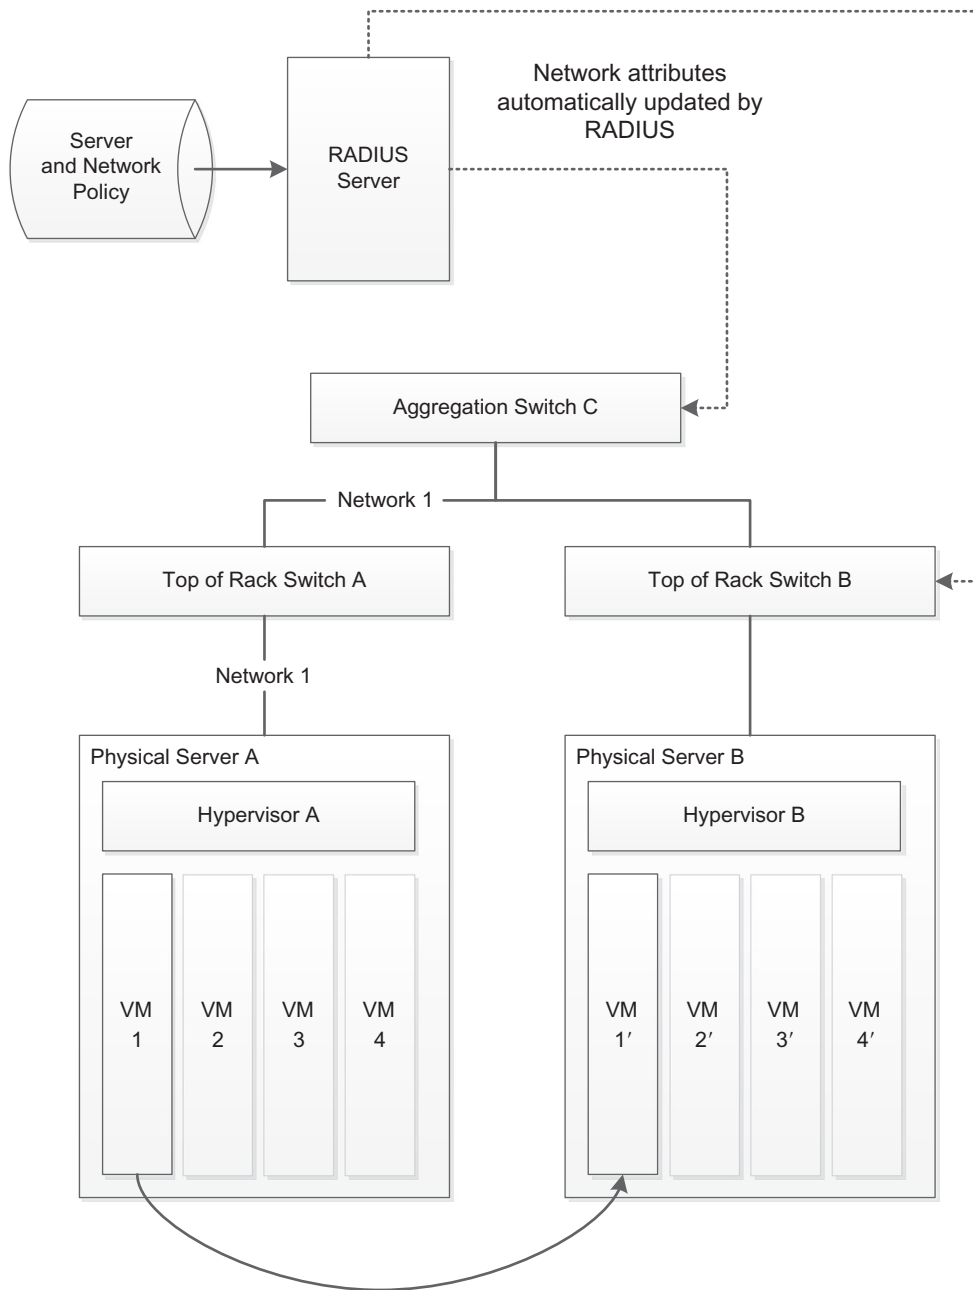 Network attributes
automatically updated by
RADIUS
Server
and Network
Policy
RADIUS
Server
Aggregation Switch C
Network 1
Top of Rack Switch A
Top of Rack Switch B
Network 1
Physical Server A
Hypervisor A
VM
1
VM
2
VM
3
VM
4
Physical Server B
Hypervisor B
VM
1′
VM
2′
VM
3′
VM
4′